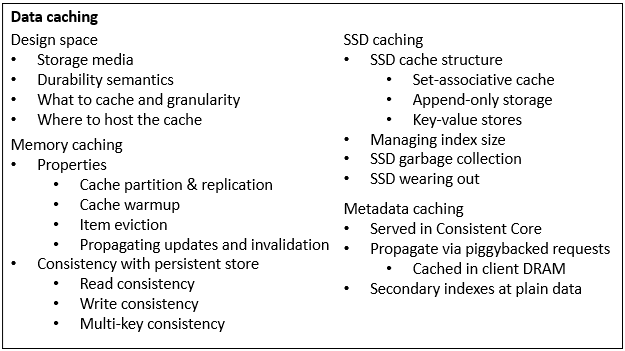 Data caching
Design space
• Storage media
• Durability semantics
• What to cache and granularity
• Where to host the cache
Memory caching
• Properties
• Cache partition & replication
• Cache warmup
• Item eviction
• Propagating updates and invalidation
• Consistency with persistent store
• Read consistency
• Write consistency
• Multi-key consistency
SSD caching
• SSD cache structure
• Set-associative cache
• Append-only storage
• Key-value stores
• Managing index size
• SSD garbage collection
• SSD wearing out
Metadata caching
• Served in Consistent Core
• Propagate via piggybacked requests
• Cached in client DRAM
• Secondary indexes at plain data